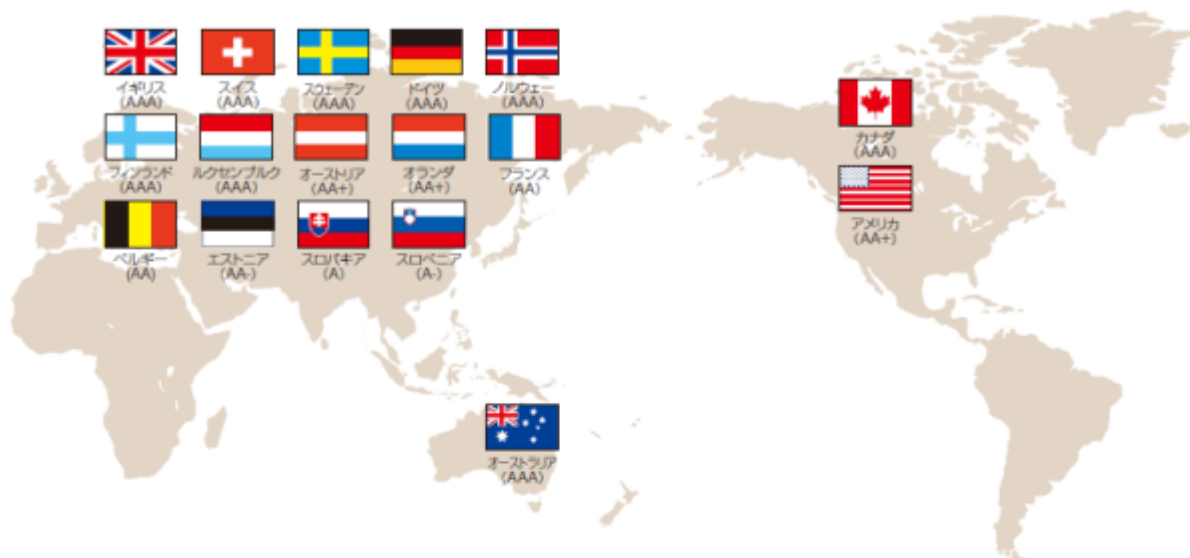 イギリス
(AAA)
スイス
(AAA)
スウェーデン
(AAA)
ドイツ
(AAA)
ノルウェー
(AAA)
フィンランド
(AAA)
ルクセンブルク
(AAA)
オーストリア
(AA+)
オランダ
(AA+)
フランス
(AA)
ベルギー
(AA)
エストニア
(AA-)
スロバキア
(A)
スロベニア
(A-)
カナダ
(AAA)
アメリカ
(AA+)
オーストラリア
(AAA)